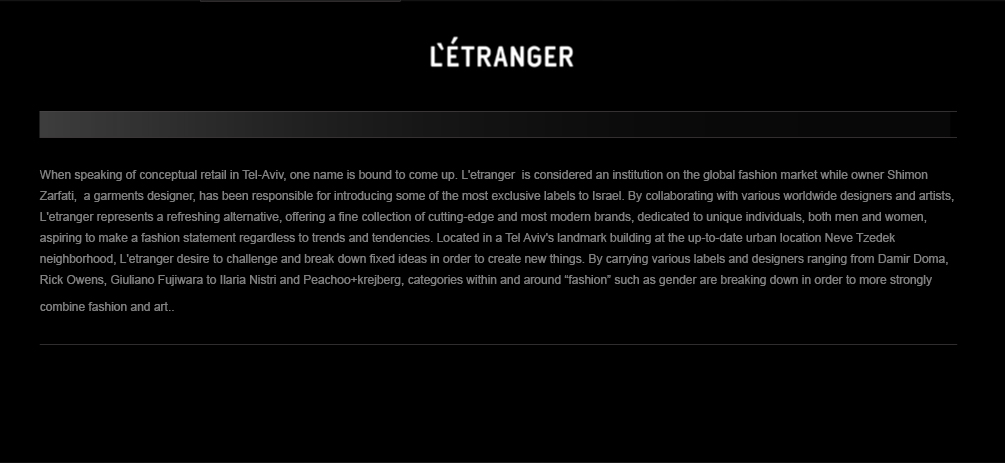 L'ÉTRANGER
When speaking of conceptual retail in Tel-Aviv, one name is bound to come up. L'etranger  is considered an institution on the global fashion market while owner Shimon
Zarfati,  a garments designer, has been responsible for introducing some of the most exclusive labels to Israel. By collaborating with various worldwide designers and artists,
L'etranger represents a refreshing alternative, offering a fine collection of cutting-edge and most modern brands, dedicated to unique individuals, both men and women,
aspiring to make a fashion statement regardless to trends and tendencies. Located in a Tel Aviv's landmark building at the up-to-date urban location Neve Tzedek
neighborhood, L'etranger desire to challenge and break down fixed ideas in order to create new things. By carrying various labels and designers ranging from Damir Doma,
Rick Owens, Giuliano Fujiwara to Ilaria Nistri and Peachoo+krejberg, categories within and around “fashion” such as gender are breaking down in order to more strongly
combine fashion and art..